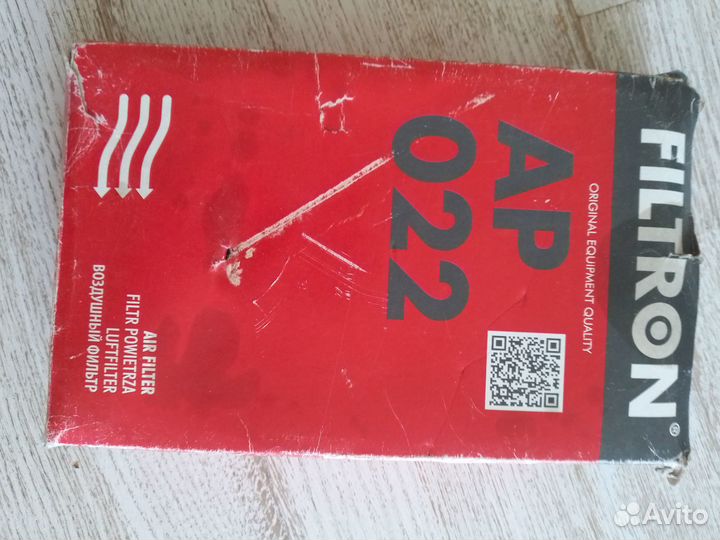 FILTRON®
ORIGINAL EQUIPMENT QUALITY
AP
022
AIR FILTER
FILTR POWIETRZA
LUFTFILTER
ВОЗДУШНЫЙ ФИЛЬТР
Avito